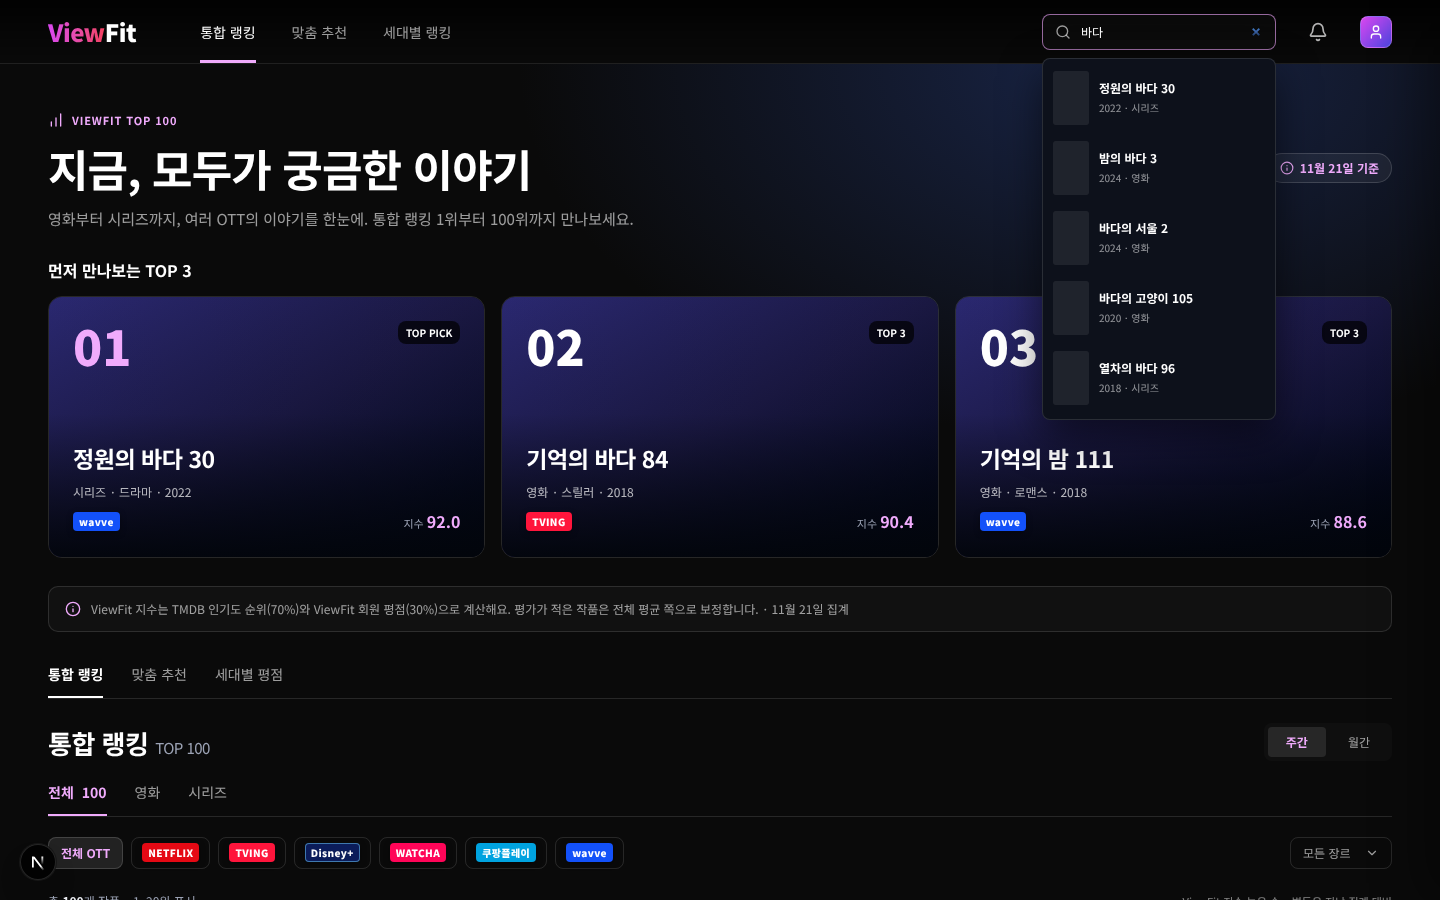 ViewFit
통합 랭킹
맞춤 추천
세대별 랭킹
바다
정원의 바다 30
2022 · 시리즈
밤의 바다 3
2024 · 영화
바다의 서울 2
2024 · 영화
바다의 고양이 105
2020 · 영화
열차의 바다 96
2018 · 시리즈
VIEWFIT TOP 100
지금, 모두가 궁금한 이야기
영화부터 시리즈까지, 여러 OTT의 이야기를 한눈에. 통합 랭킹 1위부터 100위까지 만나보세요.
11월 21일 기준
먼저 만나보는 TOP 3
01
TOP PICK
정원의 바다 30
시리즈 · 드라마 · 2022
wavve
지수 92.0
02
TOP 3
기억의 바다 84
영화 · 스릴러 · 2018
TVING
지수 90.4
03
TOP 3
기억의 밤 111
영화 · 로맨스 · 2018
wavve
지수 88.6
ViewFit 지수는 TMDB 인기도 순위(70%)와 ViewFit 회원 평점(30%)으로 계산해요. 평가가 적은 작품은 전체 평균 쪽으로 보정합니다. · 11월 21일 집계
통합 랭킹
맞춤 추천
세대별 평점
통합 랭킹 TOP 100
주간
월간
전체 100
영화
시리즈
N
전체 OTT
NETFLIX
TVING
Disney+
WATCHA
쿠팡플레이
wavve
모든 장르